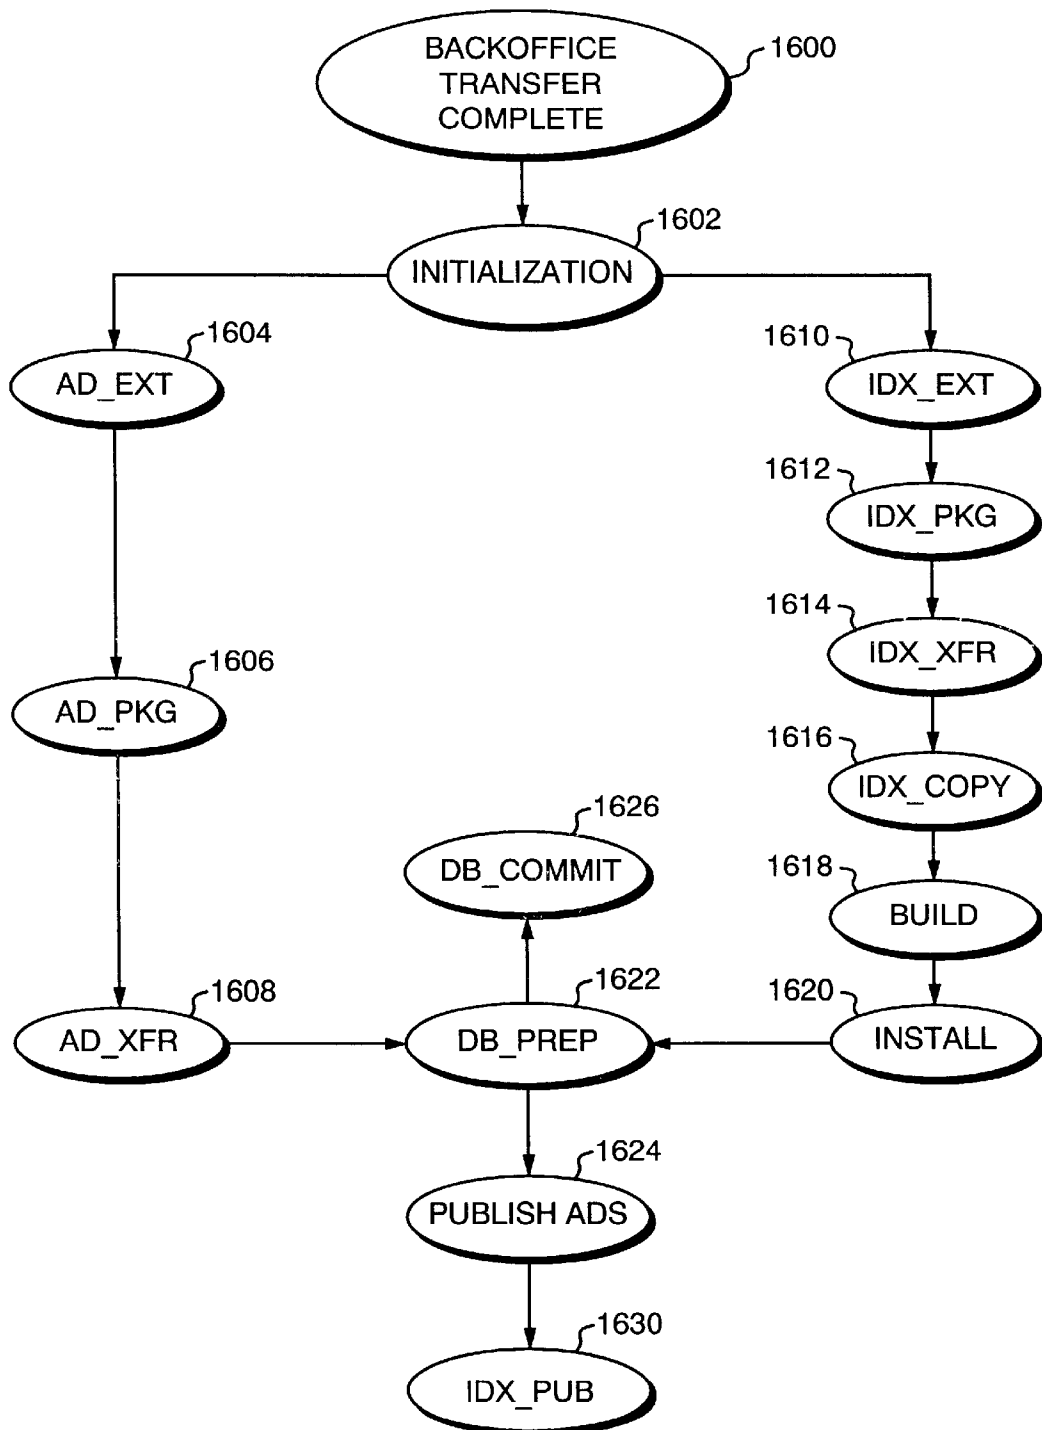 BACKOFFICE
TRANSFER
COMPLETE
1600
1602
INITIALIZATION
1604
AD_EXT
1610
IDX_EXT
1612
IDX_PKG
1614
IDX_XFR
1606
AD_PKG
1616
IDX_COPY
1626
DB_COMMIT
1618
BUILD
1608
AD_XFR
1622
DB_PREP
1620
INSTALL
1624
PUBLISH ADS
1630
IDX_PUB